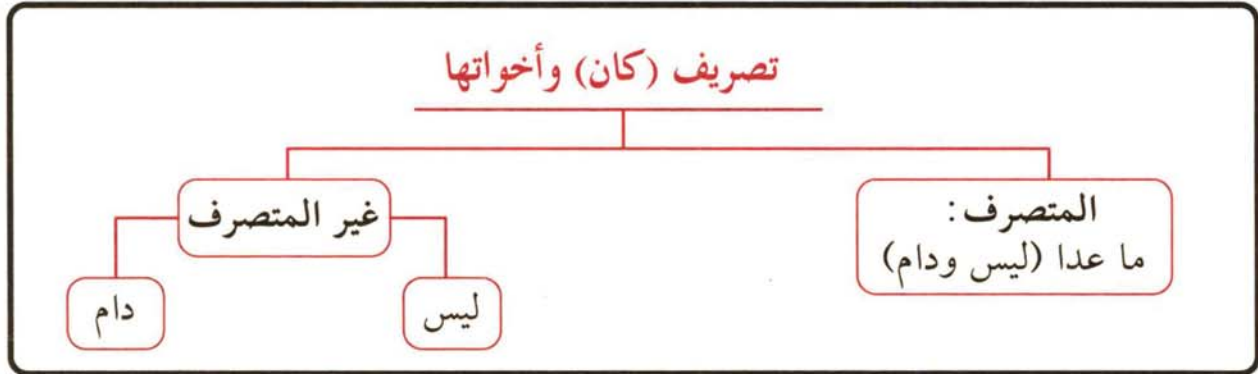 تصريف (كان) وأخواتها
المتصرف:
ما عدا (ليس ودام)
غير المتصرف
ليس
دام